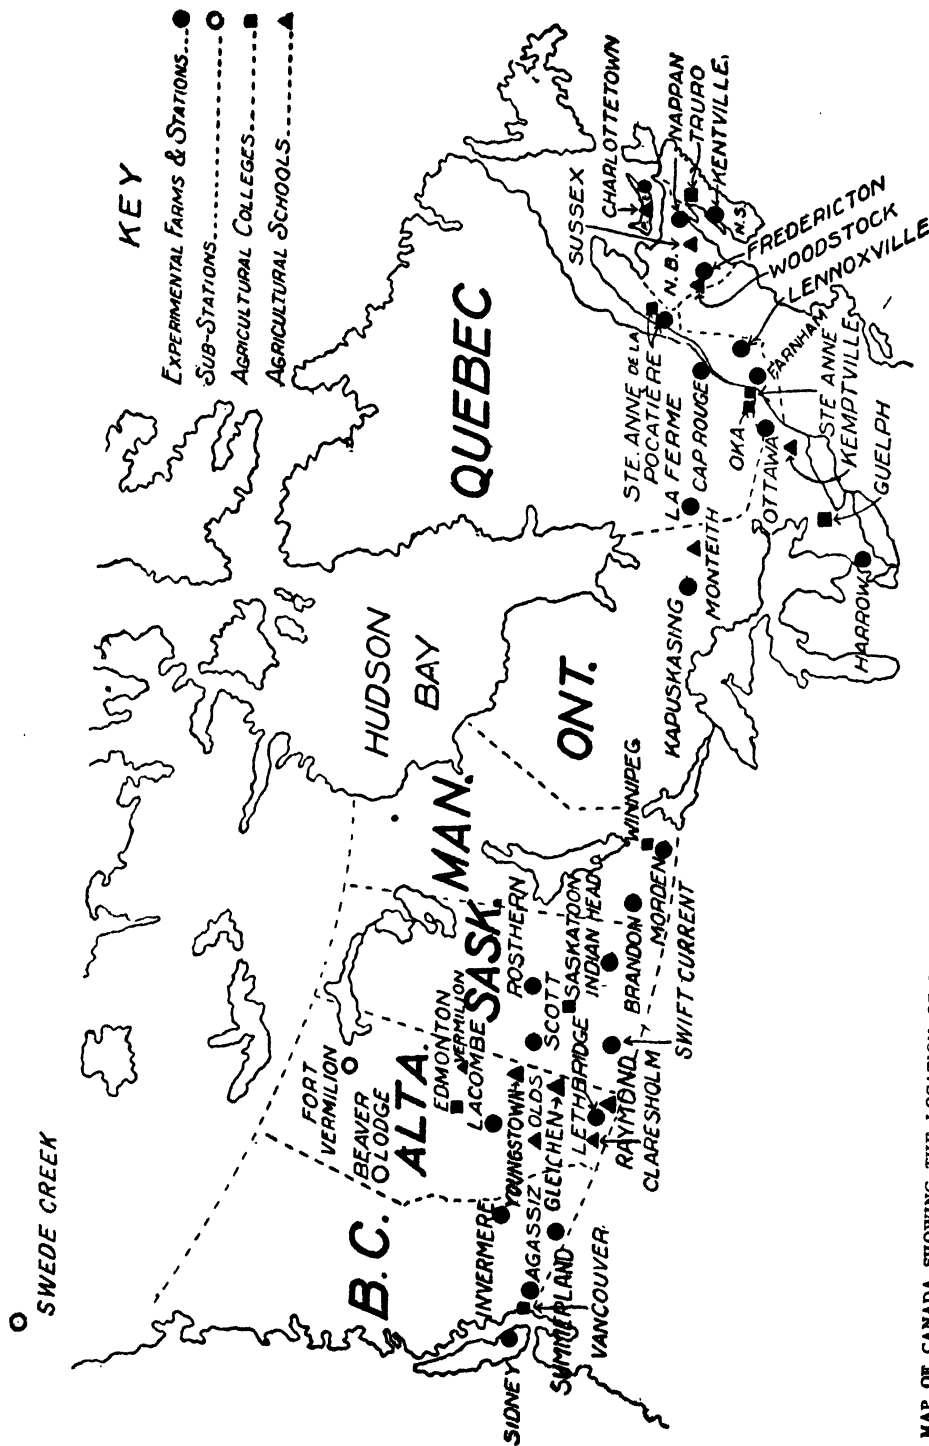 KEY
EXPERIMENTAL FARMS & STATIONS...
SUB-STATIONS
AGRICULTURAL COLLEGES
AGRICULTURAL SCHOOLS
SWEDE CREEK
HUDSON
BAY
QUEBEC
ONT.
MAN.
SASK.
ALTA.
B.C.
FORT
VERMILION
BEAVER
LODGE
EDMONTON
VERMILION
LACOMBE
YOUNGSTOWN
OLDS
GLEICHEN
LETHBRIDGE
RAYMOND
CLARESHOLM
INVERMERE
AGASSIZ
SUMMERLAND
VANCOUVER.
SIDNEY
ROSTHERN
SCOTT
SASKATOON
INDIAN HEAD
SWIFT CURRENT
BRANDON
MORDEN
WINNIPEG
KAPUSKASING
MONTEITH
HARROW
GUELPH
KEMPTVILLE
OTTAWA
STE ANNE
OKA
FARNHAM
CAP ROUGE
LA FERME
STE. ANNE DE LA
POCATIÈRE
LENNOXVILLE
WOODSTOCK
FREDERICTON
N.B.
SUSSEX
CHARLOTTETOWN
NAPPAN
TRURO
KENTVILLE
N.S.
MAP OF CANADA SHOWING THE